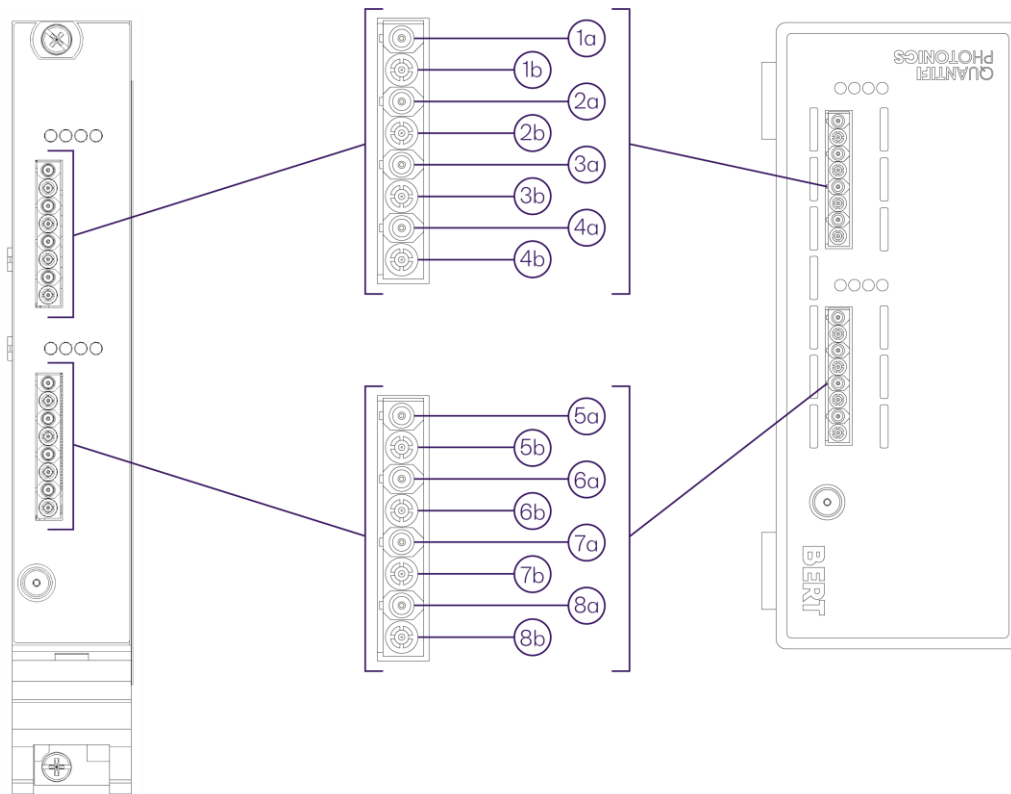 1a
1b
2a
2b
3a
3b
4a
4b
5a
5b
6a
6b
7a
7b
8a
8b
QUANTIFI
PHOTONICS
BERT